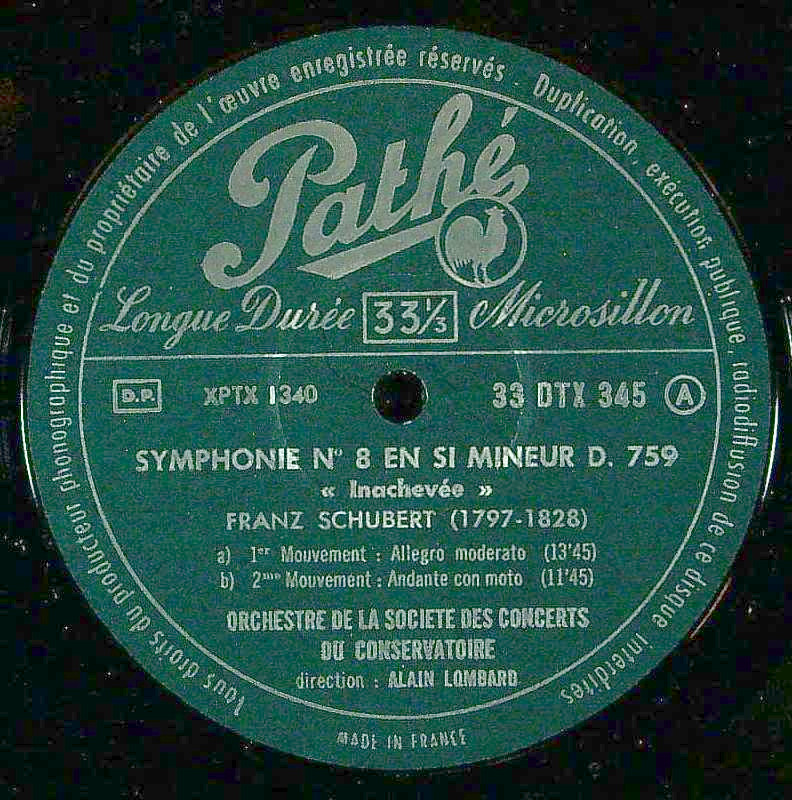 Tous droits du producteur phonographique et du propriétaire de l'œuvre enregistrée réservés - Duplication, exécution publique, radiodiffusion de ce disque interdites
Pathé
Longue Durée 33⅓ Microsillon
D.P. XPTX 1340 33 DTX 345 A
SYMPHONIE N° 8 EN SI MINEUR D. 759
« Inachevée »
FRANZ SCHUBERT (1797-1828)
a) 1er Mouvement : Allegro moderato (13'45)
b) 2me Mouvement : Andante con moto (11'45)
ORCHESTRE DE LA SOCIETE DES CONCERTS
DU CONSERVATOIRE
direction : ALAIN LOMBARD
MADE IN FRANCE